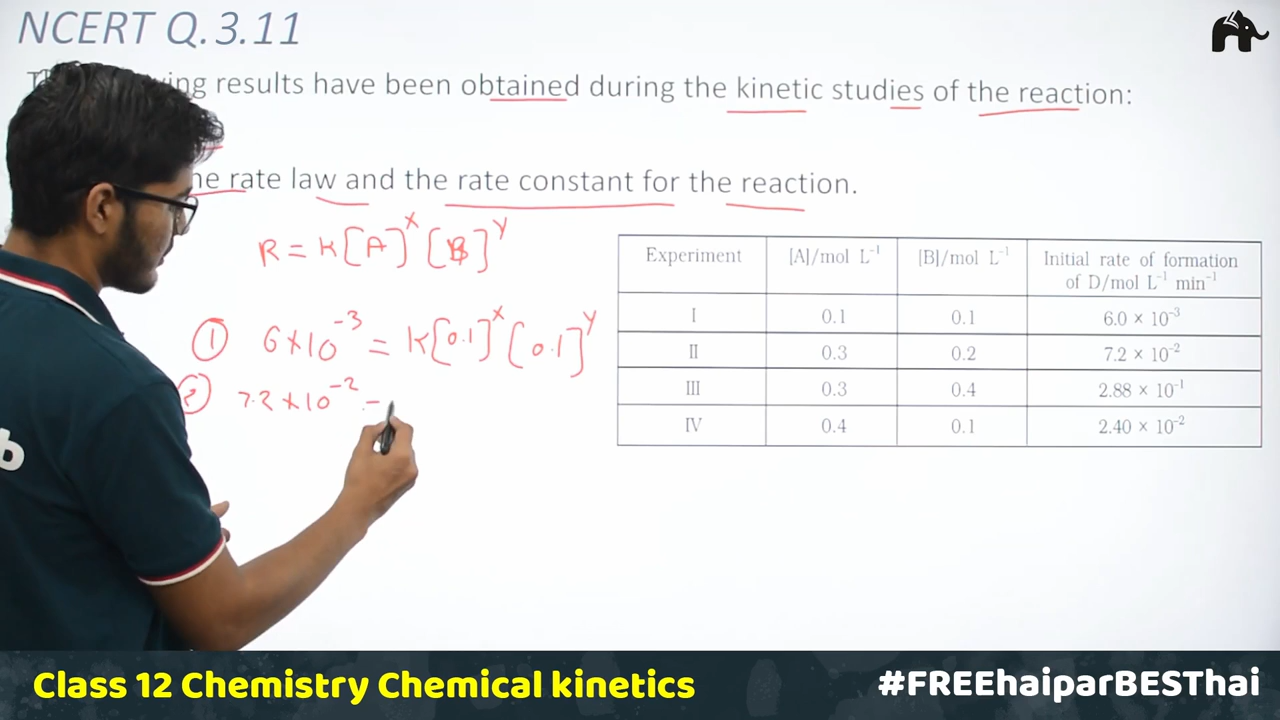 NCERT Q.3.11
results have been obtained during the kinetic studies of the reaction:
rate law and the rate constant for the reaction.
R = K[A]^x [B]^y
① 6×10^-3 = K[0.1]^x [0.1]^y
② 7.2×10^-2 =
Experiment [A]/mol L⁻¹ [B]/mol L⁻¹ Initial rate of formation of D/mol L⁻¹ min⁻¹
I 0.1 0.1 6.0 × 10⁻³
II 0.3 0.2 7.2 × 10⁻²
III 0.3 0.4 2.88 × 10⁻¹
IV 0.4 0.1 2.40 × 10⁻²
b
Class 12 Chemistry Chemical kinetics
#FREEhaiparBESThai